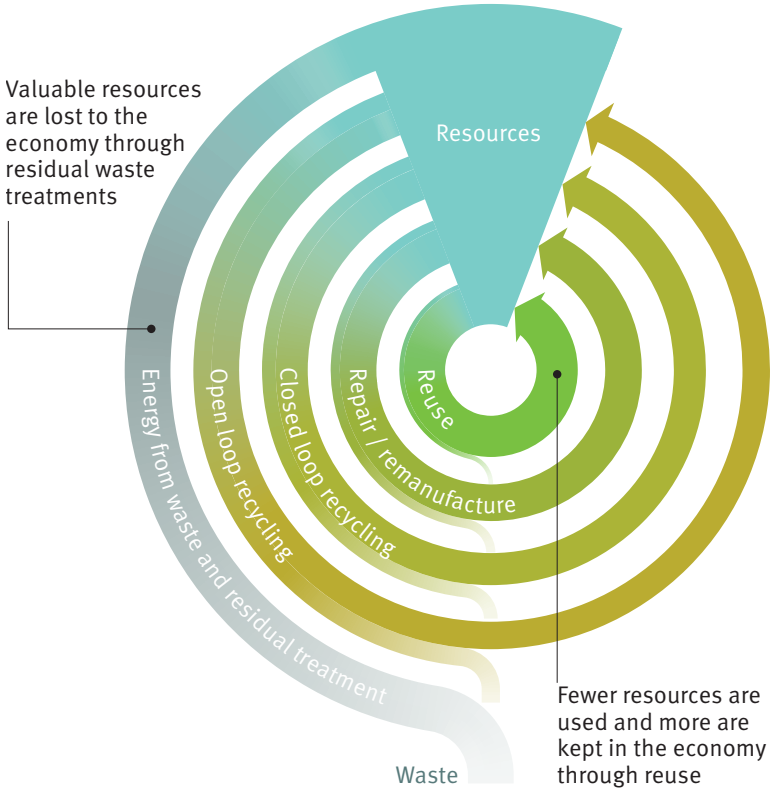 Valuable resources
are lost to the
economy through
residual waste
treatments
Resources
Energy from waste and residual treatment
Open loop recycling
Closed loop recycling
Repair / remanufacture
Reuse
Waste
Fewer resources are
used and more are
kept in the economy
through reuse